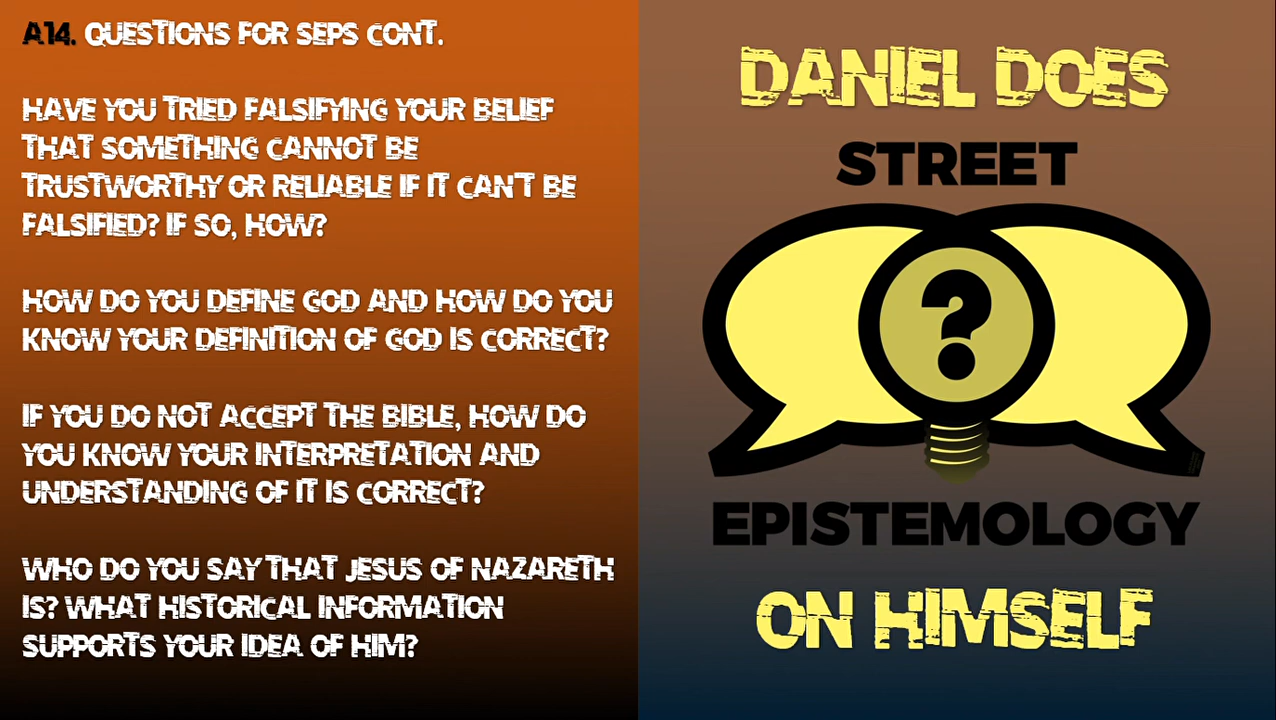 A14. QUESTIONS FOR SEPS CONT.
HAVE YOU TRIED FALSIFYING YOUR BELIEF
THAT SOMETHING CANNOT BE
TRUSTWORTHY OR RELIABLE IF IT CAN'T BE
FALSIFIED? IF SO, HOW?
HOW DO YOU DEFINE GOD AND HOW DO YOU
KNOW YOUR DEFINITION OF GOD IS CORRECT?
IF YOU DO NOT ACCEPT THE BIBLE, HOW DO
YOU KNOW YOUR INTERPRETATION AND
UNDERSTANDING OF IT IS CORRECT?
WHO DO YOU SAY THAT JESUS OF NAZARETH
IS? WHAT HISTORICAL INFORMATION
SUPPORTS YOUR IDEA OF HIM?
DANIEL DOES
STREET
?
EPISTEMOLOGY
ON HIMSELF